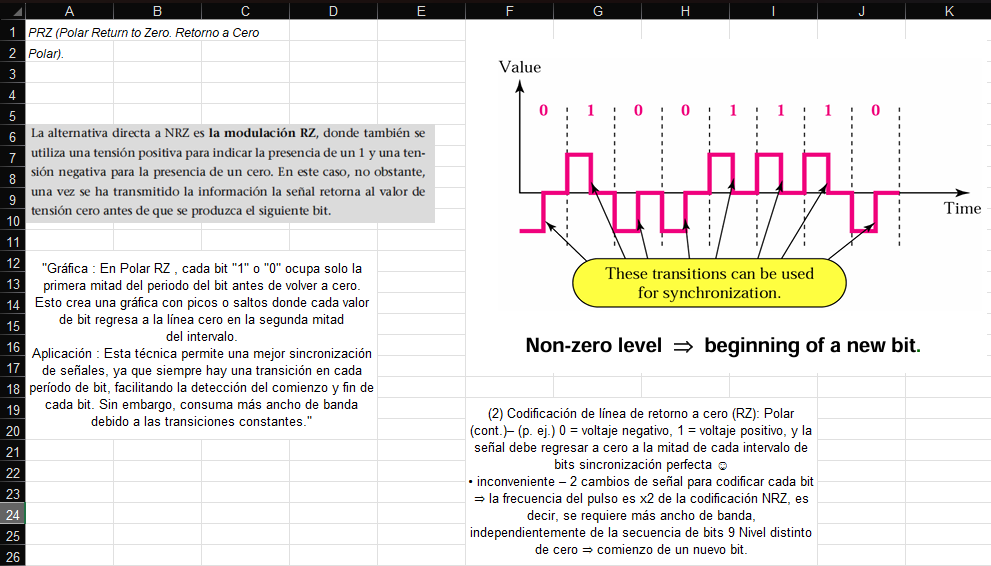 A B C D E F G H I J K
1 PRZ (Polar Return to Zero. Retorno a Cero
2 Polar).
3
4
5
6
7
8
9
10
11
12
13
14
15
16
17
18
19
20
21
22
23
24
25
26
La alternativa directa a NRZ es la modulación RZ, donde también se
utiliza una tensión positiva para indicar la presencia de un 1 y una ten-
sión negativa para la presencia de un cero. En este caso, no obstante,
una vez se ha transmitido la información la señal retorna al valor de
tensión cero antes de que se produzca el siguiente bit.
"Gráfica : En Polar RZ , cada bit "1" o "0" ocupa solo la
primera mitad del periodo del bit antes de volver a cero.
Esto crea una gráfica con picos o saltos donde cada valor
de bit regresa a la línea cero en la segunda mitad
del intervalo.
Aplicación : Esta técnica permite una mejor sincronización
de señales, ya que siempre hay una transición en cada
período de bit, facilitando la detección del comienzo y fin de
cada bit. Sin embargo, consuma más ancho de banda
debido a las transiciones constantes."
Value
0 1 0 0 1 1 1 0
Time
These transitions can be used
for synchronization.
Non-zero level ⇒ beginning of a new bit.
(2) Codificación de línea de retorno a cero (RZ): Polar
(cont.)– (p. ej.) 0 = voltaje negativo, 1 = voltaje positivo, y la
señal debe regresar a cero a la mitad de cada intervalo de
bits sincronización perfecta ☺
• inconveniente – 2 cambios de señal para codificar cada bit
⇒ la frecuencia del pulso es x2 de la codificación NRZ, es
decir, se requiere más ancho de banda,
independientemente de la secuencia de bits 9 Nivel distinto
de cero ⇒ comienzo de un nuevo bit.